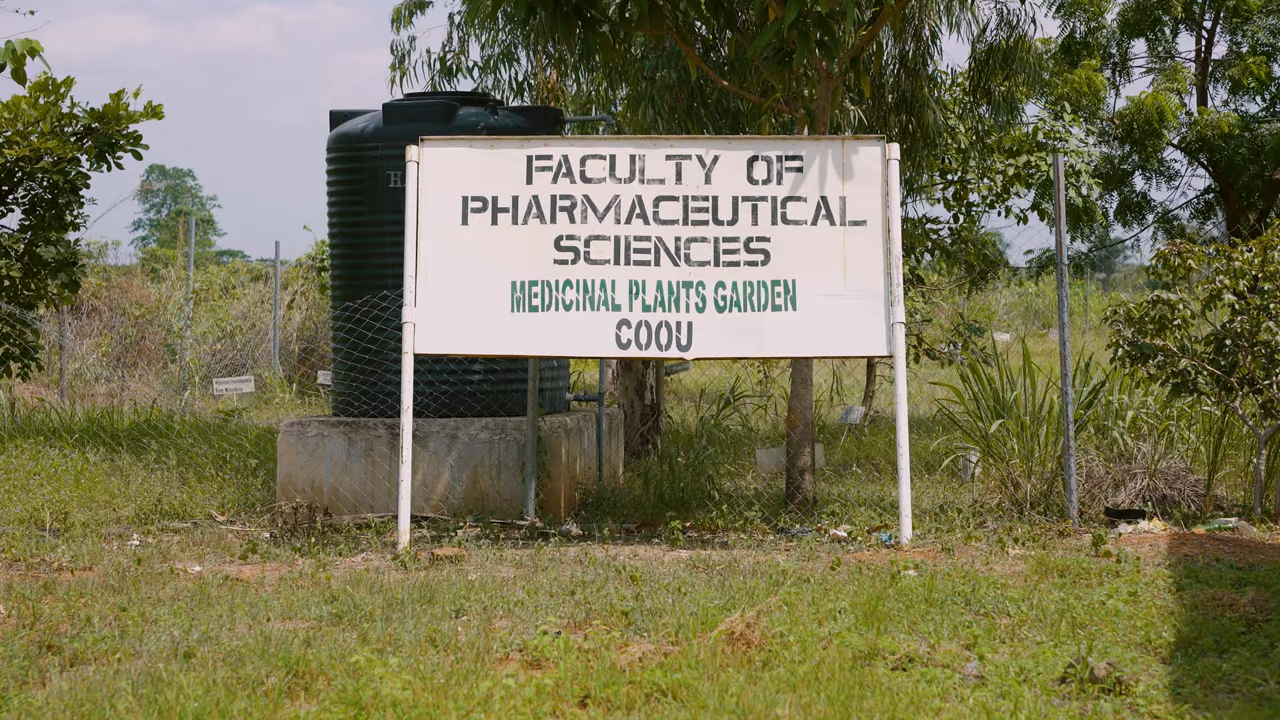 FACULTY OF
PHARMACEUTICAL
SCIENCES
MEDICINAL PLANTS GARDEN
COOU